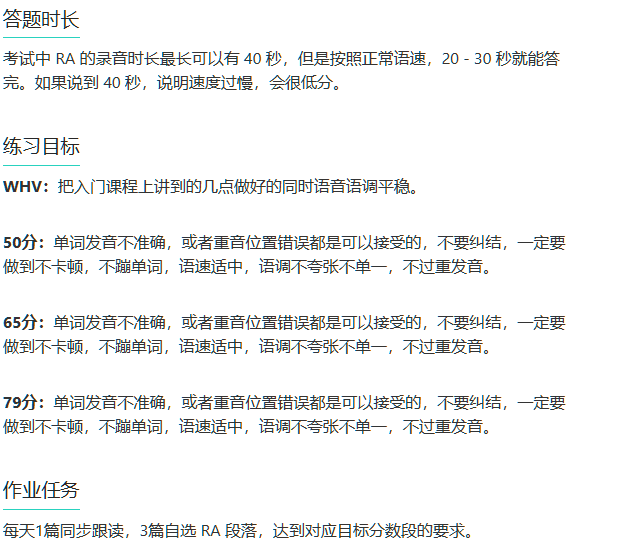 答题时长
考试中 RA 的录音时长最长可以有 40 秒，但是按照正常语速，20 - 30 秒就能答
完。如果说到 40 秒，说明速度过慢，会很低分。
练习目标
WHV：把入门课程上讲到的几点做好的同时语音语调平稳。
50分：单词发音不准确，或者重音位置错误都是可以接受的，不要纠结，一定要
做到不卡顿，不蹦单词，语速适中，语调不夸张不单一，不过重发音。
65分：单词发音不准确，或者重音位置错误都是可以接受的，不要纠结，一定要
做到不卡顿，不蹦单词，语速适中，语调不夸张不单一，不过重发音。
79分：单词发音不准确，或者重音位置错误都是可以接受的，不要纠结，一定要
做到不卡顿，不蹦单词，语速适中，语调不夸张不单一，不过重发音。
作业任务
每天1篇同步跟读，3篇自选 RA 段落，达到对应目标分数段的要求。